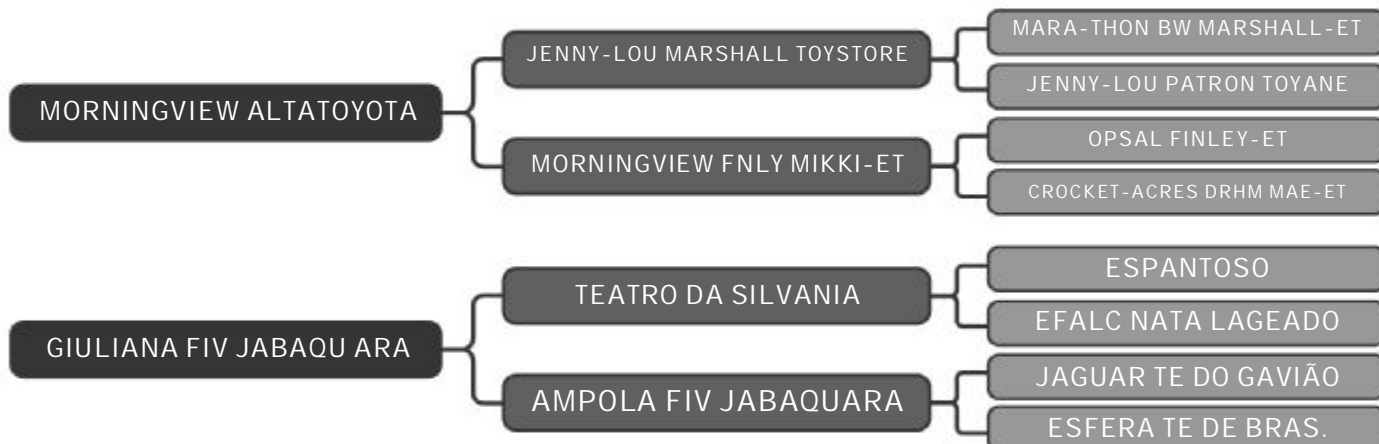 MARA-THON BW MARSHALL-ET
JENNY-LOU MARSHALL TOYSTORE
JENNY-LOU PATRON TOYANE
MORNINGVIEW ALTATOYOTA
OPSAL FINLEY-ET
MORNINGVIEW FNLY MIKKI-ET
CROCKET-ACRES DRHM MAE-ET
ESPANTOSO
TEATRO DA SILVANIA
EFALC NATA LAGEADO
GIULIANA FIV JABAQU ARA
JAGUAR TE DO GAVIÃO
AMPOLA FIV JABAQUARA
ESFERA TE DE BRAS.